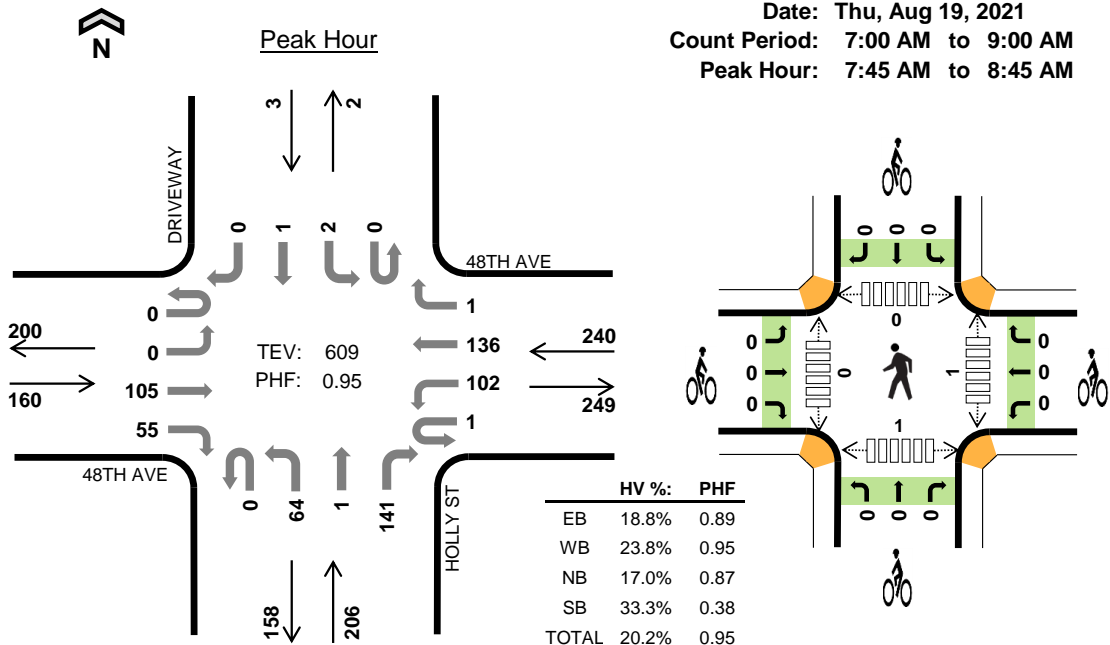 N
Peak Hour
Date: Thu, Aug 19, 2021
Count Period: 7:00 AM to 9:00 AM
Peak Hour: 7:45 AM to 8:45 AM
3
2
DRIVEWAY
0 1 2 0
48TH AVE
0
0
105
55
200
160
TEV: 609
PHF: 0.95
1
136
102
1
240
249
48TH AVE
0 64 1 141
HOLLY ST
158
206
0 0 0
0
0
0
0
0
0
1
0
0
0
1
0 0 0
HV %: PHF
EB 18.8% 0.89
WB 23.8% 0.95
NB 17.0% 0.87
SB 33.3% 0.38
TOTAL 20.2% 0.95